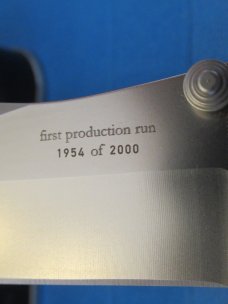 first production run
1954 of 2000